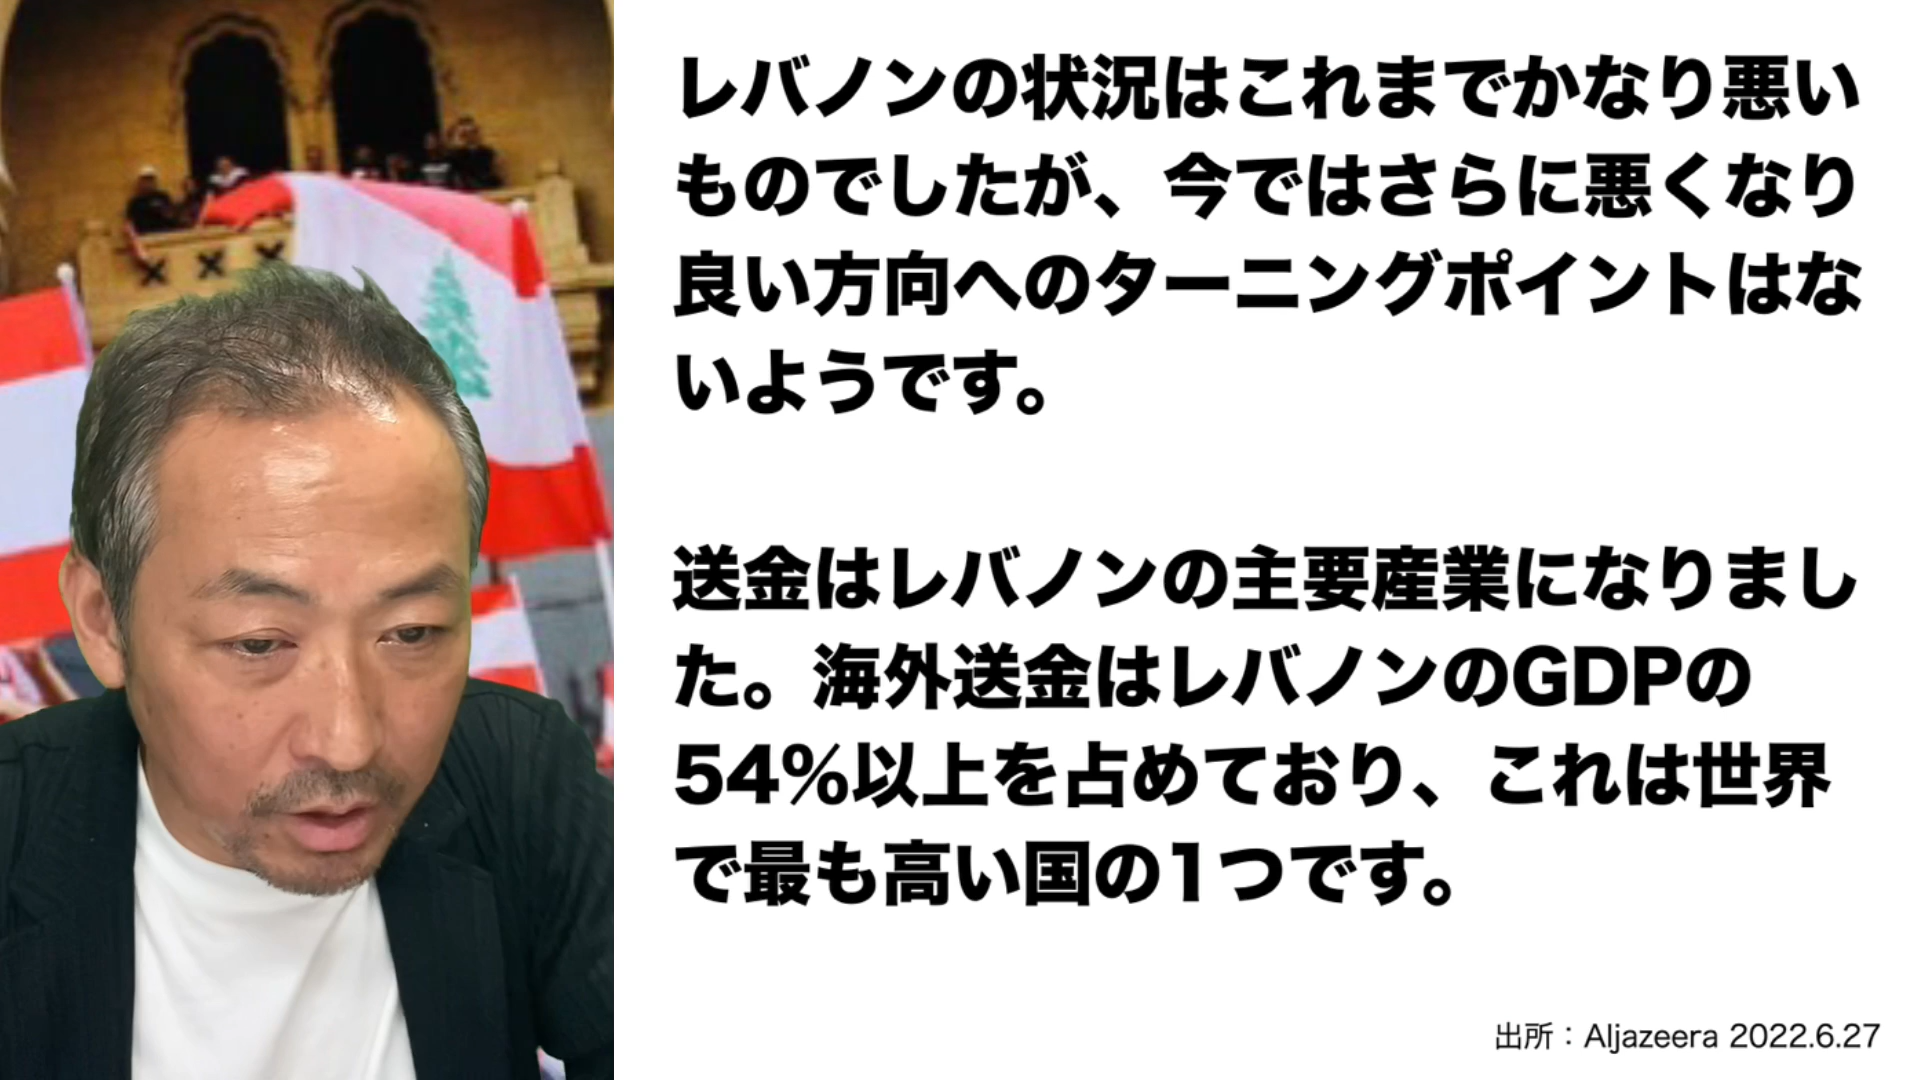 レバノンの状況はこれまでかなり悪い
ものでしたが、今ではさらに悪くなり
良い方向へのターニングポイントはな
いようです。
送金はレバノンの主要産業になりまし
た。海外送金はレバノンのGDPの
54%以上を占めており、これは世界
で最も高い国の1つです。
出所：Aljazeera 2022.6.27